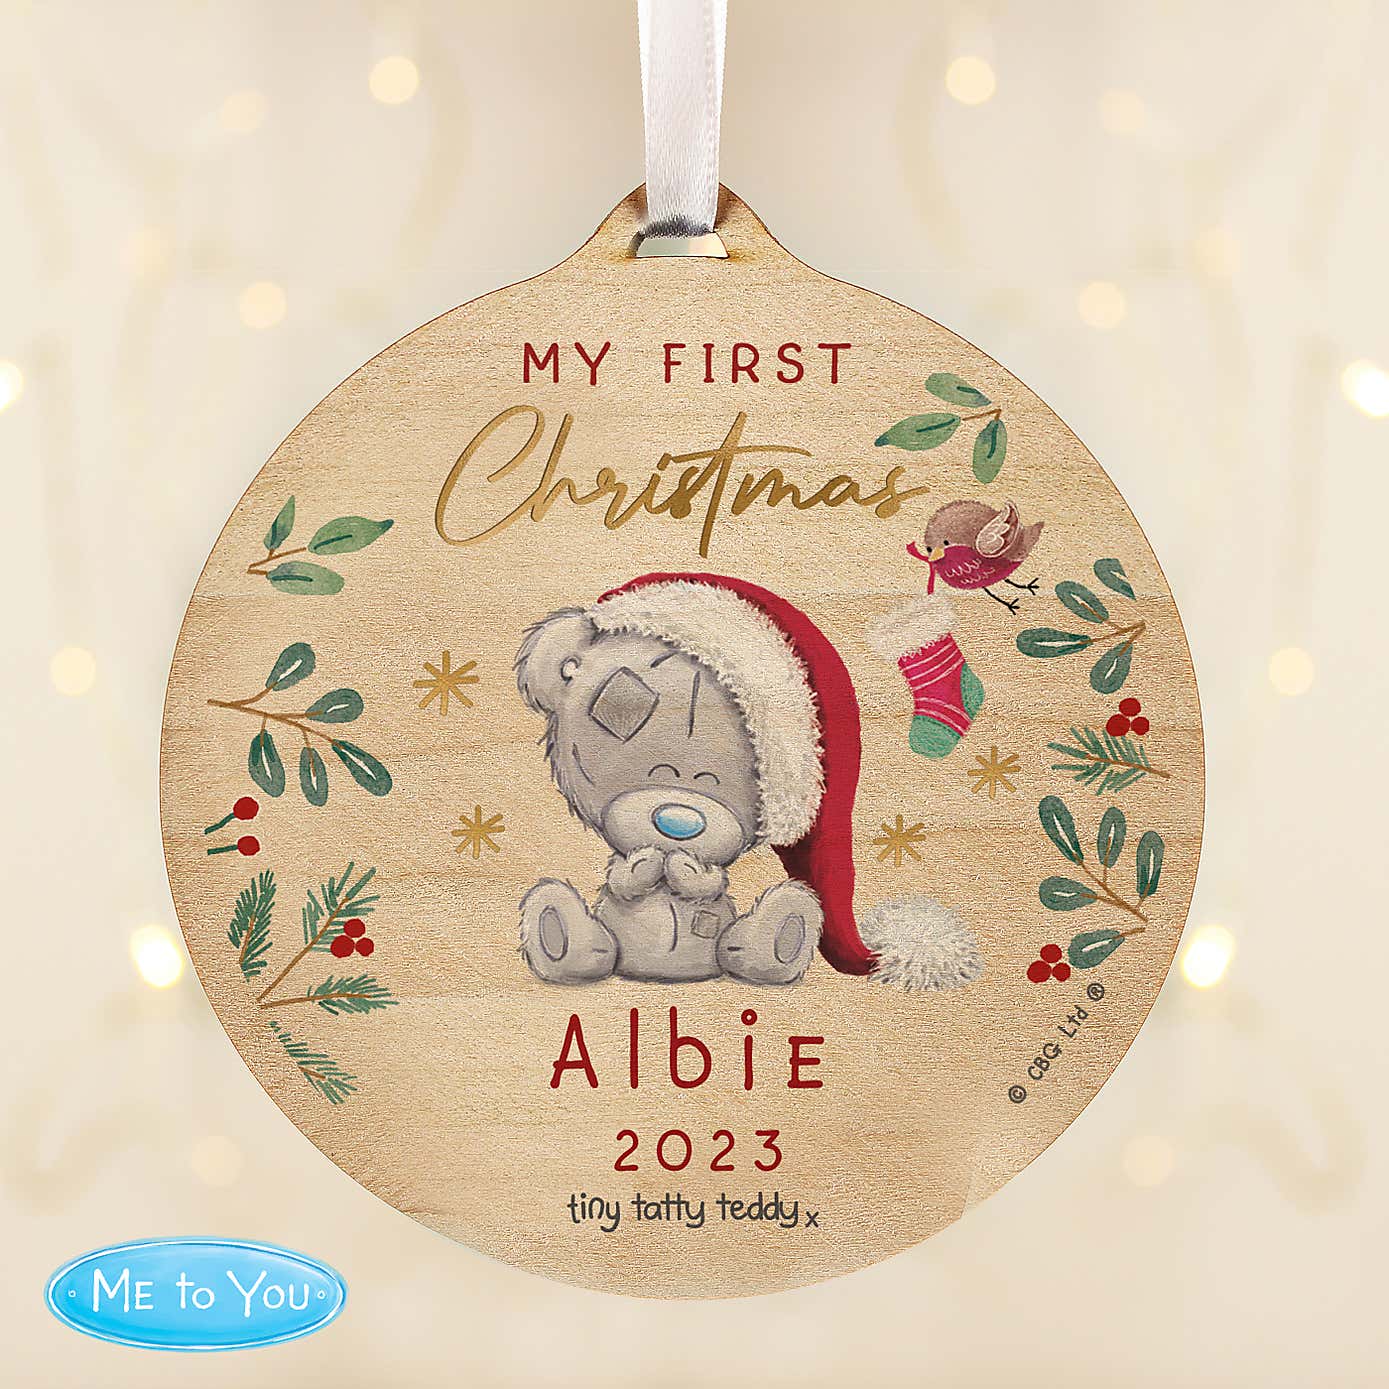 MY FIRST
Christmas
Albie
2023
tiny tatty teddy x
© CBG Ltd ®
· ME to YOU ·